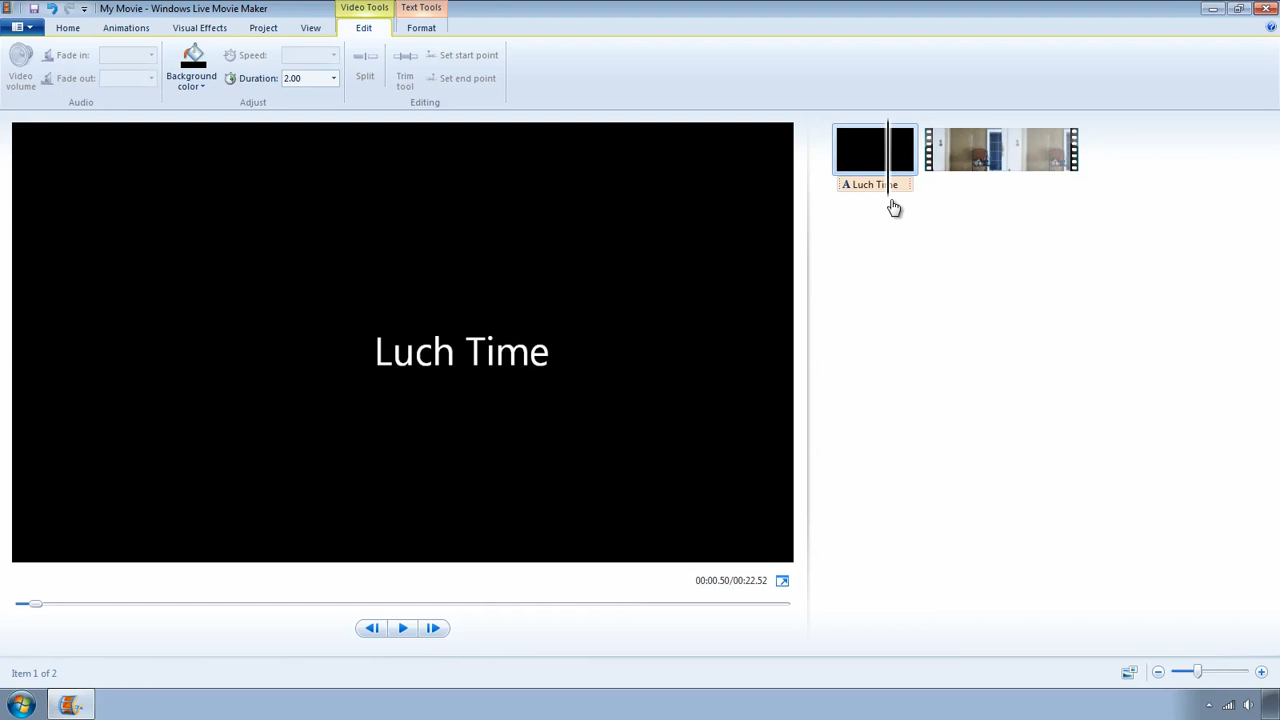 My Movie - Windows Live Movie Maker
Video Tools
Text Tools
Home
Animations
Visual Effects
Project
View
Edit
Format
Video volume
Fade in:
Fade out:
Audio
Background color
Speed:
Duration: 2.00
Adjust
Split
Trim tool
Set start point
Set end point
Editing
Luch Time
A Luch Time
00:00.50/00:22.52
Item 1 of 2